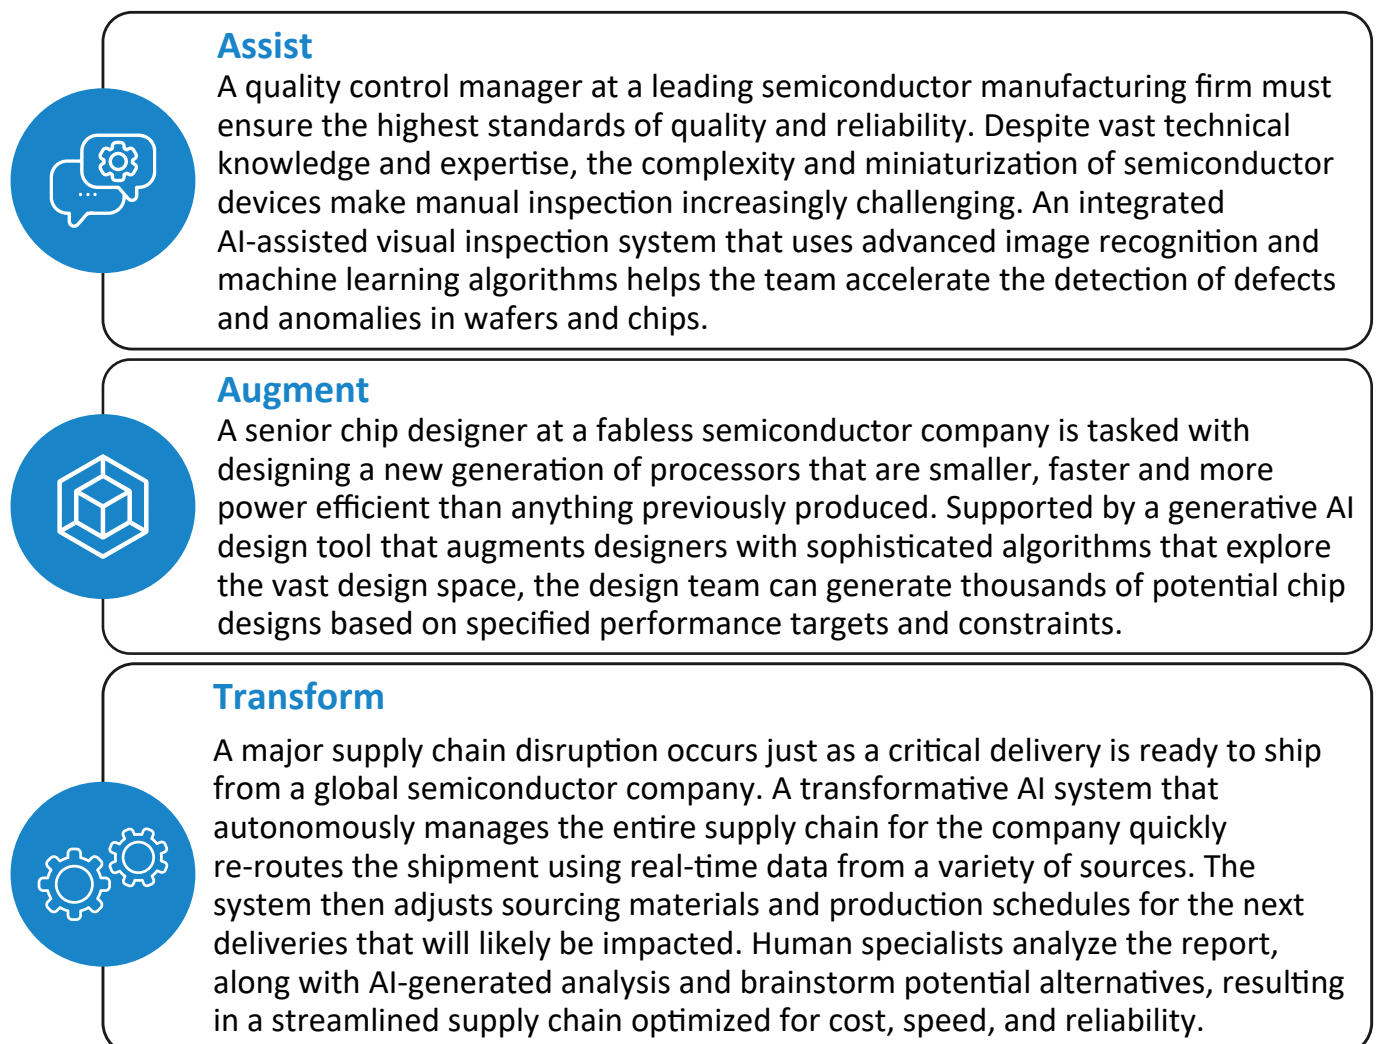 Assist
A quality control manager at a leading semiconductor manufacturing firm must
ensure the highest standards of quality and reliability. Despite vast technical
knowledge and expertise, the complexity and miniaturization of semiconductor
devices make manual inspection increasingly challenging. An integrated
AI-assisted visual inspection system that uses advanced image recognition and
machine learning algorithms helps the team accelerate the detection of defects
and anomalies in wafers and chips.
Augment
A senior chip designer at a fabless semiconductor company is tasked with
designing a new generation of processors that are smaller, faster and more
power efficient than anything previously produced. Supported by a generative AI
design tool that augments designers with sophisticated algorithms that explore
the vast design space, the design team can generate thousands of potential chip
designs based on specified performance targets and constraints.
Transform
A major supply chain disruption occurs just as a critical delivery is ready to ship
from a global semiconductor company. A transformative AI system that
autonomously manages the entire supply chain for the company quickly
re-routes the shipment using real-time data from a variety of sources. The
system then adjusts sourcing materials and production schedules for the next
deliveries that will likely be impacted. Human specialists analyze the report,
along with AI-generated analysis and brainstorm potential alternatives, resulting
in a streamlined supply chain optimized for cost, speed, and reliability.